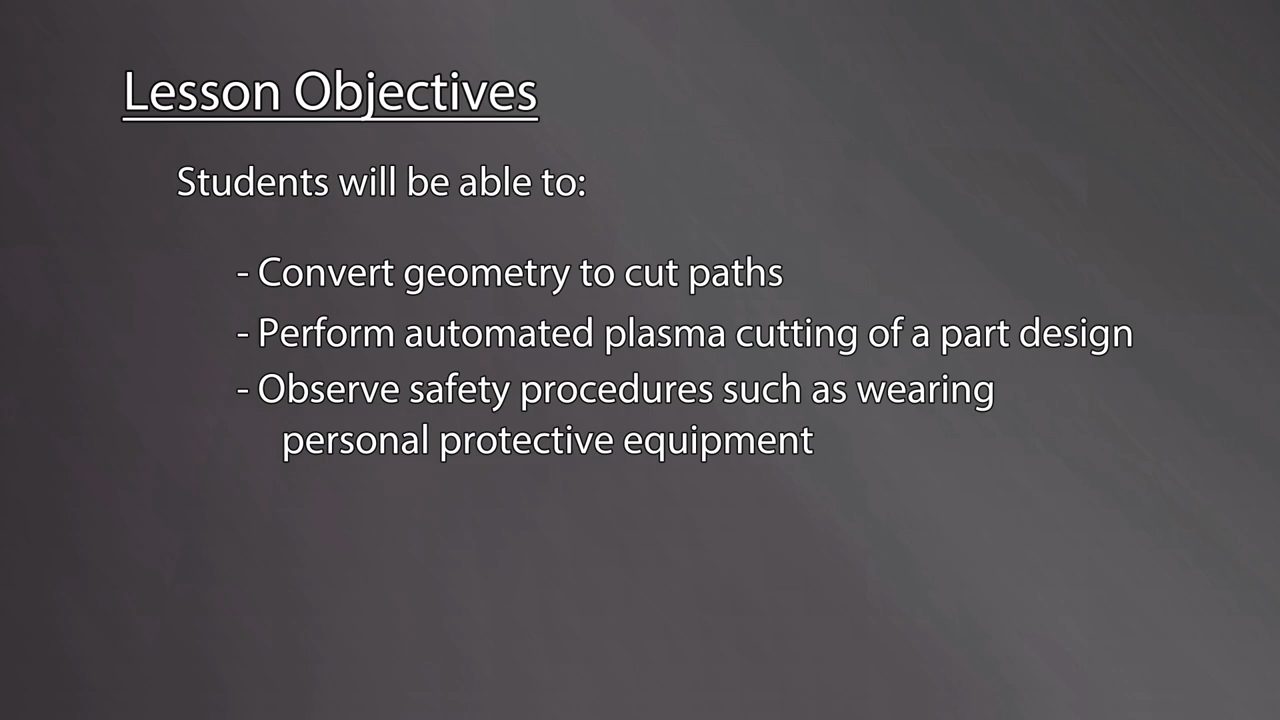 Lesson Objectives
Students will be able to:
- Convert geometry to cut paths
- Perform automated plasma cutting of a part design
- Observe safety procedures such as wearing
personal protective equipment